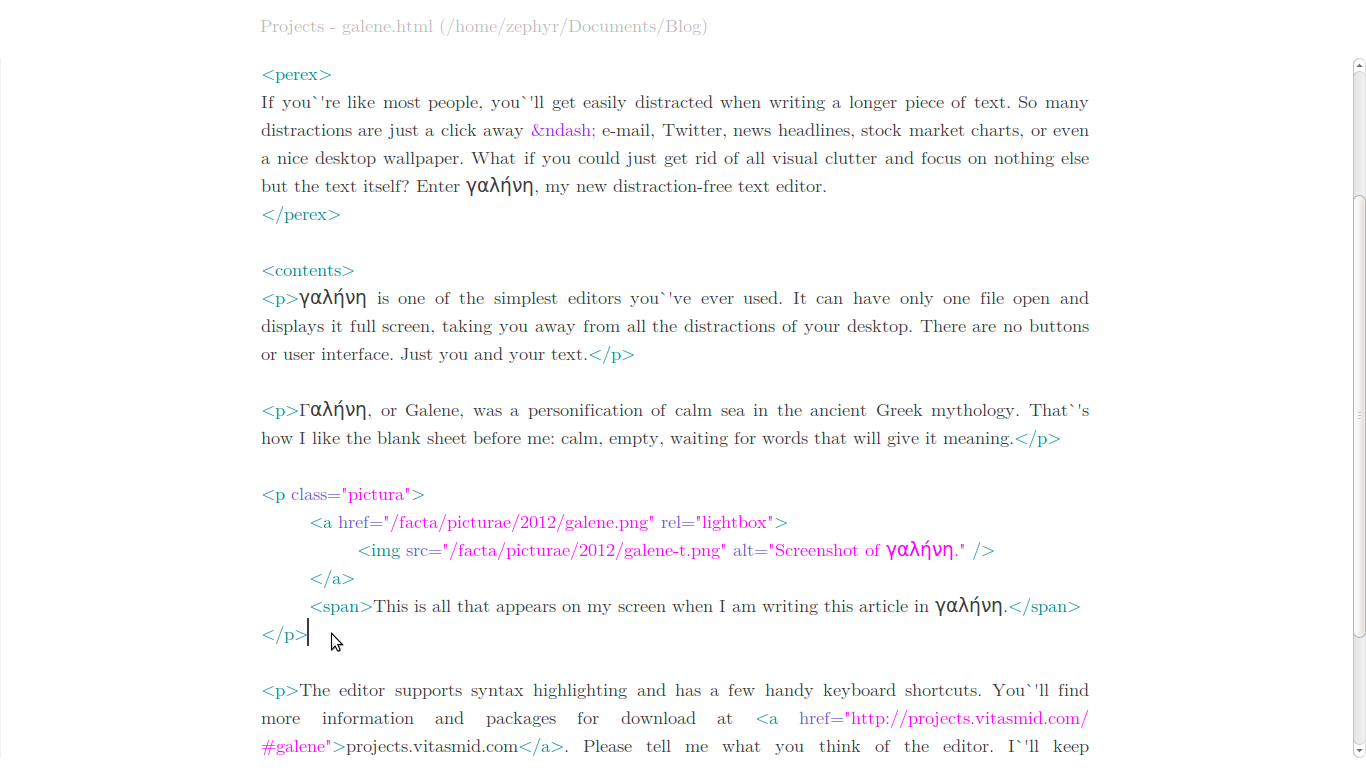 Projects - galene.html (/home/zephyr/Documents/Blog)
<perex>
If you`'re like most people, you`'ll get easily distracted when writing a longer piece of text. So many
distractions are just a click away &ndash; e-mail, Twitter, news headlines, stock market charts, or even
a nice desktop wallpaper. What if you could just get rid of all visual clutter and focus on nothing else
but the text itself? Enter γαλήνη, my new distraction-free text editor.
</perex>
<contents>
<p>γαλήνη is one of the simplest editors you`'ve ever used. It can have only one file open and
displays it full screen, taking you away from all the distractions of your desktop. There are no buttons
or user interface. Just you and your text.</p>
<p>Γαλήνη, or Galene, was a personification of calm sea in the ancient Greek mythology. That`'s
how I like the blank sheet before me: calm, empty, waiting for words that will give it meaning.</p>
<p class="pictura">
<a href="/facta/picturae/2012/galene.png" rel="lightbox">
<img src="/facta/picturae/2012/galene-t.png" alt="Screenshot of γαλήνη." />
</a>
<span>This is all that appears on my screen when I am writing this article in γαλήνη.</span>
</p>
<p>The editor supports syntax highlighting and has a few handy keyboard shortcuts. You`'ll find
more information and packages for download at <a href="http://projects.vitasmid.com/
#galene">projects.vitasmid.com</a>. Please tell me what you think of the editor. I`'ll keep